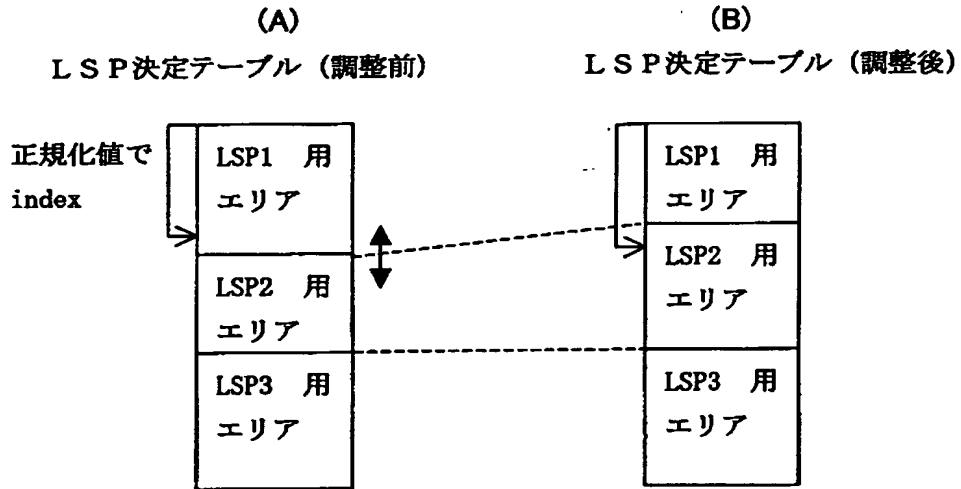 (A)
LSP決定テーブル (調整前)
正規化値で
index
LSP1 用
エリア
LSP2 用
エリア
LSP3 用
エリア
(B)
LSP決定テーブル (調整後)
LSP1 用
エリア
LSP2 用
エリア
LSP3 用
エリア